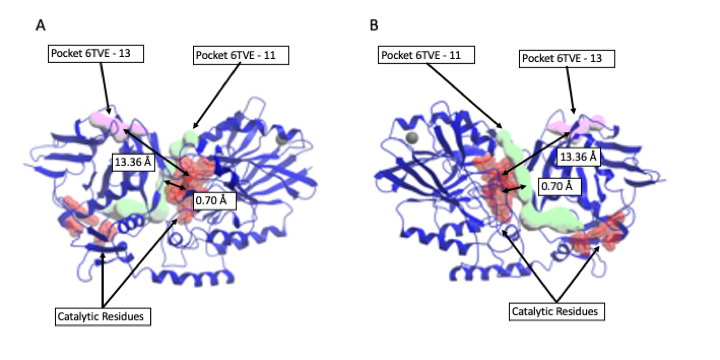 A
Pocket 6TVE - 13
Pocket 6TVE - 11
13.36 Å
0.70 Å
Catalytic Residues
B
Pocket 6TVE - 11
Pocket 6TVE - 13
13.36 Å
0.70 Å
Catalytic Residues